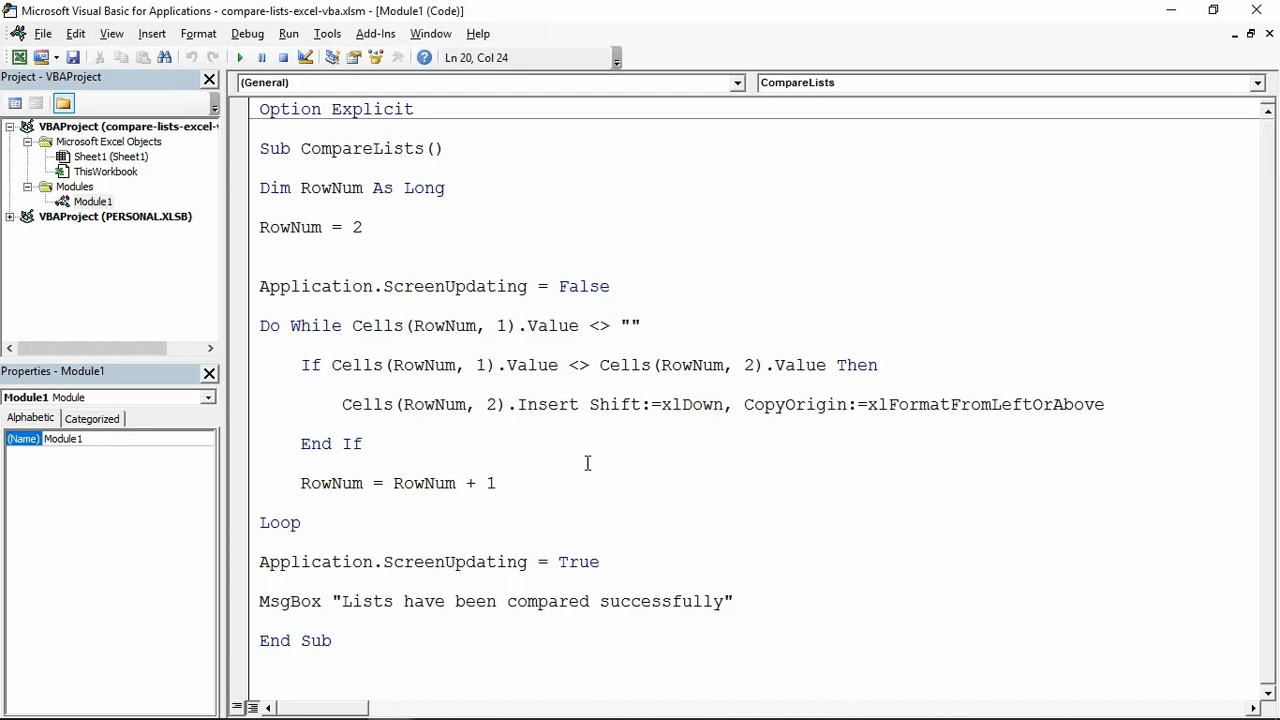 Microsoft Visual Basic for Applications - compare-lists-excel-vba.xlsm - [Module1 (Code)]
File Edit View Insert Format Debug Run Tools Add-Ins Window Help
Ln 20, Col 24
Project - VBAProject
(General) CompareLists
VBAProject (compare-lists-excel-v
Microsoft Excel Objects
Sheet1 (Sheet1)
ThisWorkbook
Modules
Module1
VBAProject (PERSONAL.XLSB)
Properties - Module1
Module1 Module
Alphabetic Categorized
(Name) Module1
Option Explicit
Sub CompareLists()
Dim RowNum As Long
RowNum = 2
Application.ScreenUpdating = False
Do While Cells(RowNum, 1).Value <> ""
If Cells(RowNum, 1).Value <> Cells(RowNum, 2).Value Then
Cells(RowNum, 2).Insert Shift:=xlDown, CopyOrigin:=xlFormatFromLeftOrAbove
End If
RowNum = RowNum + 1
Loop
Application.ScreenUpdating = True
MsgBox "Lists have been compared successfully"
End Sub